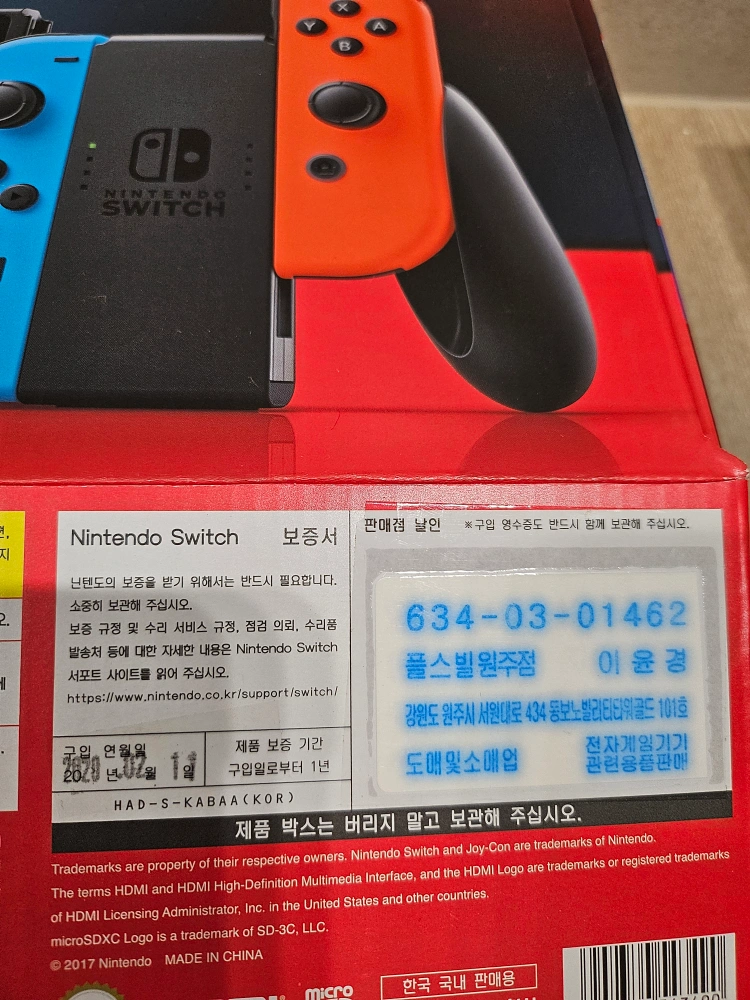 X
Y
A
B
NINTENDO
SWITCH
Nintendo Switch 보증서
닌텐도의 보증을 받기 위해서는 반드시 필요합니다.
소중히 보관해 주십시오.
보증 규정 및 수리 서비스 규정, 점검 의뢰, 수리품
발송처 등에 대한 자세한 내용은 Nintendo Switch
서포트 사이트를 읽어 주십시오.
https://www.nintendo.co.kr/support/switch/
구입 연월일
20 년 월 일
2020 .02 11
제품 보증 기간
구입일로부터 1년
HAD-S-KABAA(KOR)
판매점 날인 ※구입 영수증도 반드시 함께 보관해 주십시오.
634-03-01462
플스빌원주점 이 윤 경
강원도 원주시 서원대로 434 동보노빌리티타워골드 101호
도매및소매업
전자게임기기
관련용품판매
제품 박스는 버리지 말고 보관해 주십시오.
Trademarks are property of their respective owners. Nintendo Switch and Joy-Con are trademarks of Nintendo.
The terms HDMI and HDMI High-Definition Multimedia Interface, and the HDMI Logo are trademarks or registered trademarks
of HDMI Licensing Administrator, Inc. in the United States and other countries.
microSDXC Logo is a trademark of SD-3C, LLC.
© 2017 Nintendo MADE IN CHINA
micro
한국 국내 판매용